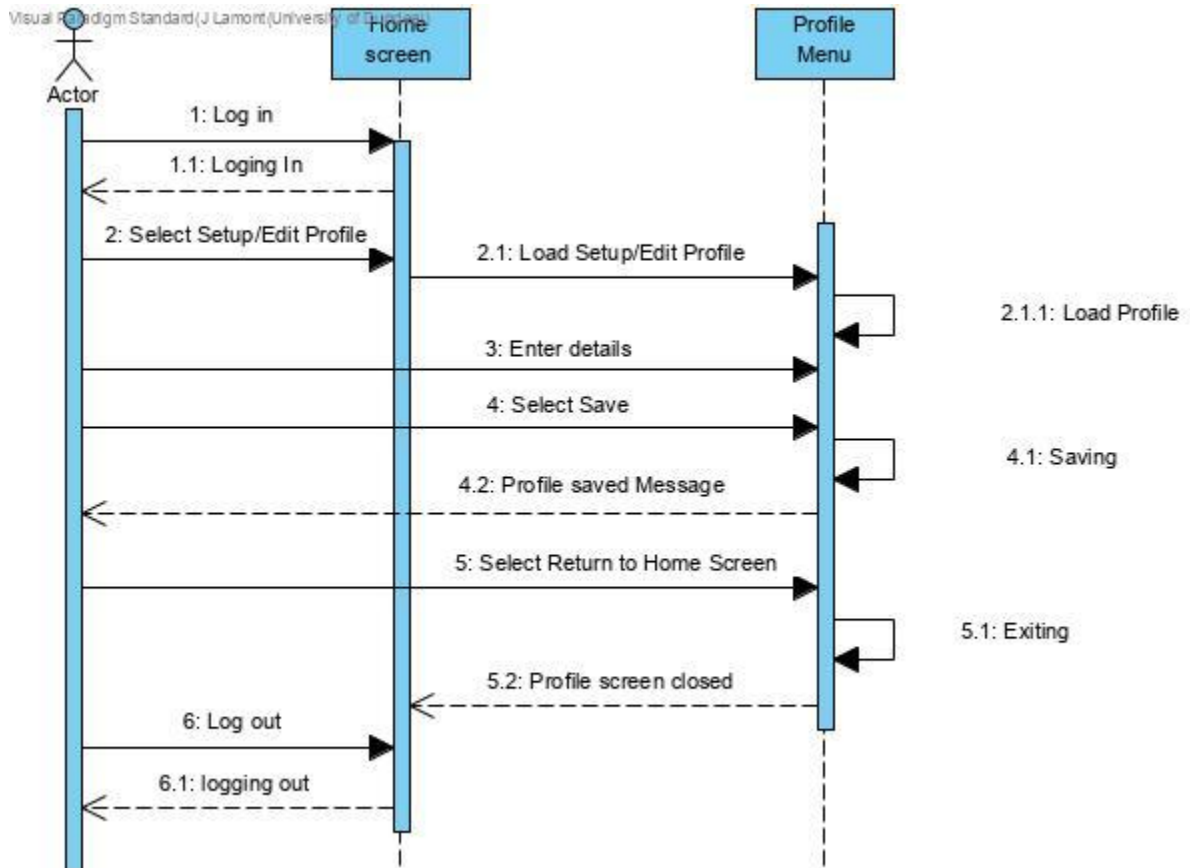 Visual Paradigm Standard(J Lamont(University of Dundee))
Home
screen
Profile
Menu
Actor
1: Log in
1.1: Loging In
2: Select Setup/Edit Profile
2.1: Load Setup/Edit Profile
2.1.1: Load Profile
3: Enter details
4: Select Save
4.1: Saving
4.2: Profile saved Message
5: Select Return to Home Screen
5.1: Exiting
5.2: Profile screen closed
6: Log out
6.1: logging out